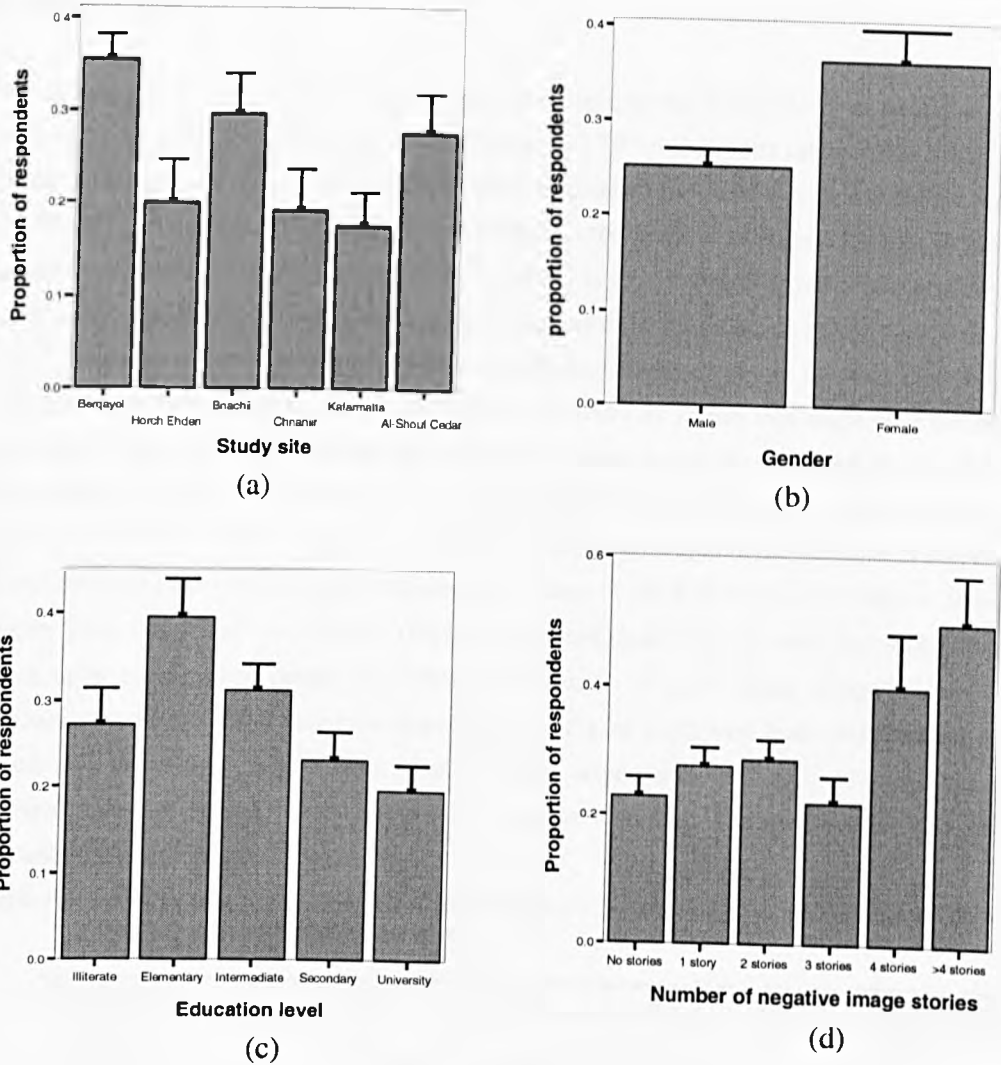 0.4
0.3
0.2
0.1
0.0
Proportion of respondents
Berqayol
Horch Ehden
Bnachii
Chnaniir
Kafarmatta
Al-Shouf Cedar
Study site
(a)
0.4
0.3
0.2
0.1
0.0
proportion of respondents
Male
Female
Gender
(b)
0.4
0.3
0.2
0.1
0.0
Proportion of respondents
Illiterate
Elementary
Intermediate
Secondary
University
Education level
(c)
0.6
0.4
0.2
0.0
Proportion of respondents
No stories
1 story
2 stories
3 stories
4 stories
>4 stories
Number of negative image stories
(d)